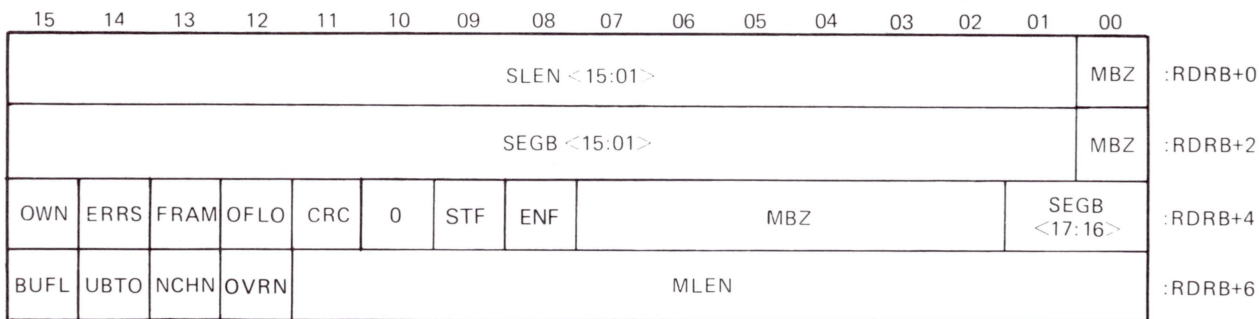 15 14 13 12 11 10 09 08 07 06 05 04 03 02 01 00
SLEN <15:01> MBZ :RDRB+0
SEGB <15:01> MBZ :RDRB+2
OWN ERRS FRAM OFLO CRC 0 STF ENF MBZ SEGB <17:16> :RDRB+4
BUFL UBTO NCHN OVRN MLEN :RDRB+6